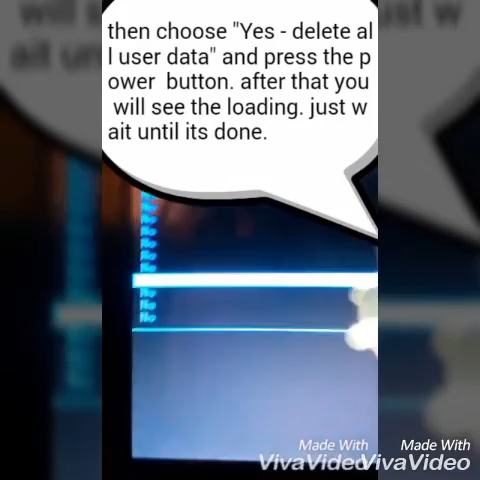 then choose "Yes - delete al
l user data" and press the p
ower button. after that you
will see the loading. just w
ait until its done.
No
No
No
No
No
No
No
No
Made With
Made With
VivaVideo
VivaVideo